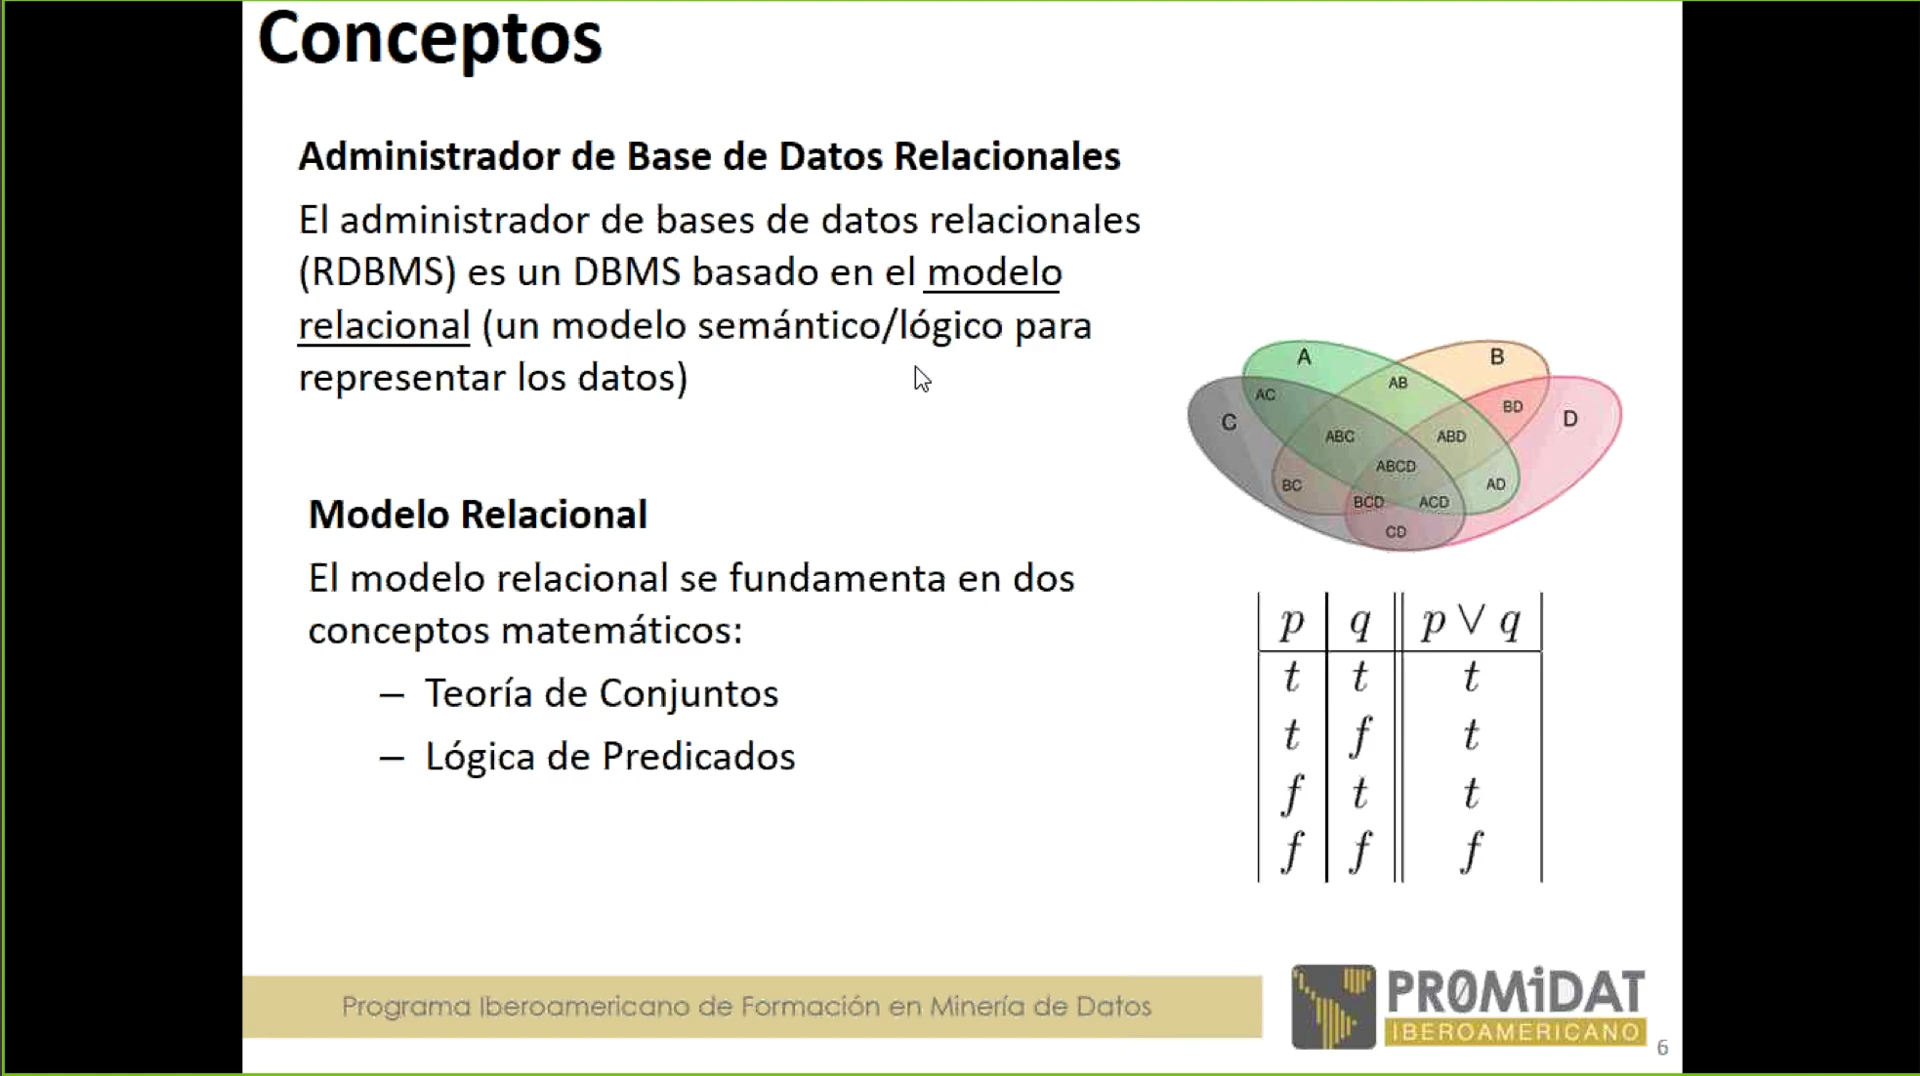 Conceptos
Administrador de Base de Datos Relacionales
El administrador de bases de datos relacionales
(RDBMS) es un DBMS basado en el modelo
relacional (un modelo semántico/lógico para
representar los datos)
Modelo Relacional
El modelo relacional se fundamenta en dos
conceptos matemáticos:
– Teoría de Conjuntos
– Lógica de Predicados
A B
AB
AC BD
C D
ABC ABD
ABCD
BC AD
BCD ACD
CD
p q p ∨ q
t t t
t f t
f t t
f f f
Programa Iberoamericano de Formación en Minería de Datos
PROMiDAT
IBEROAMERICANO
6